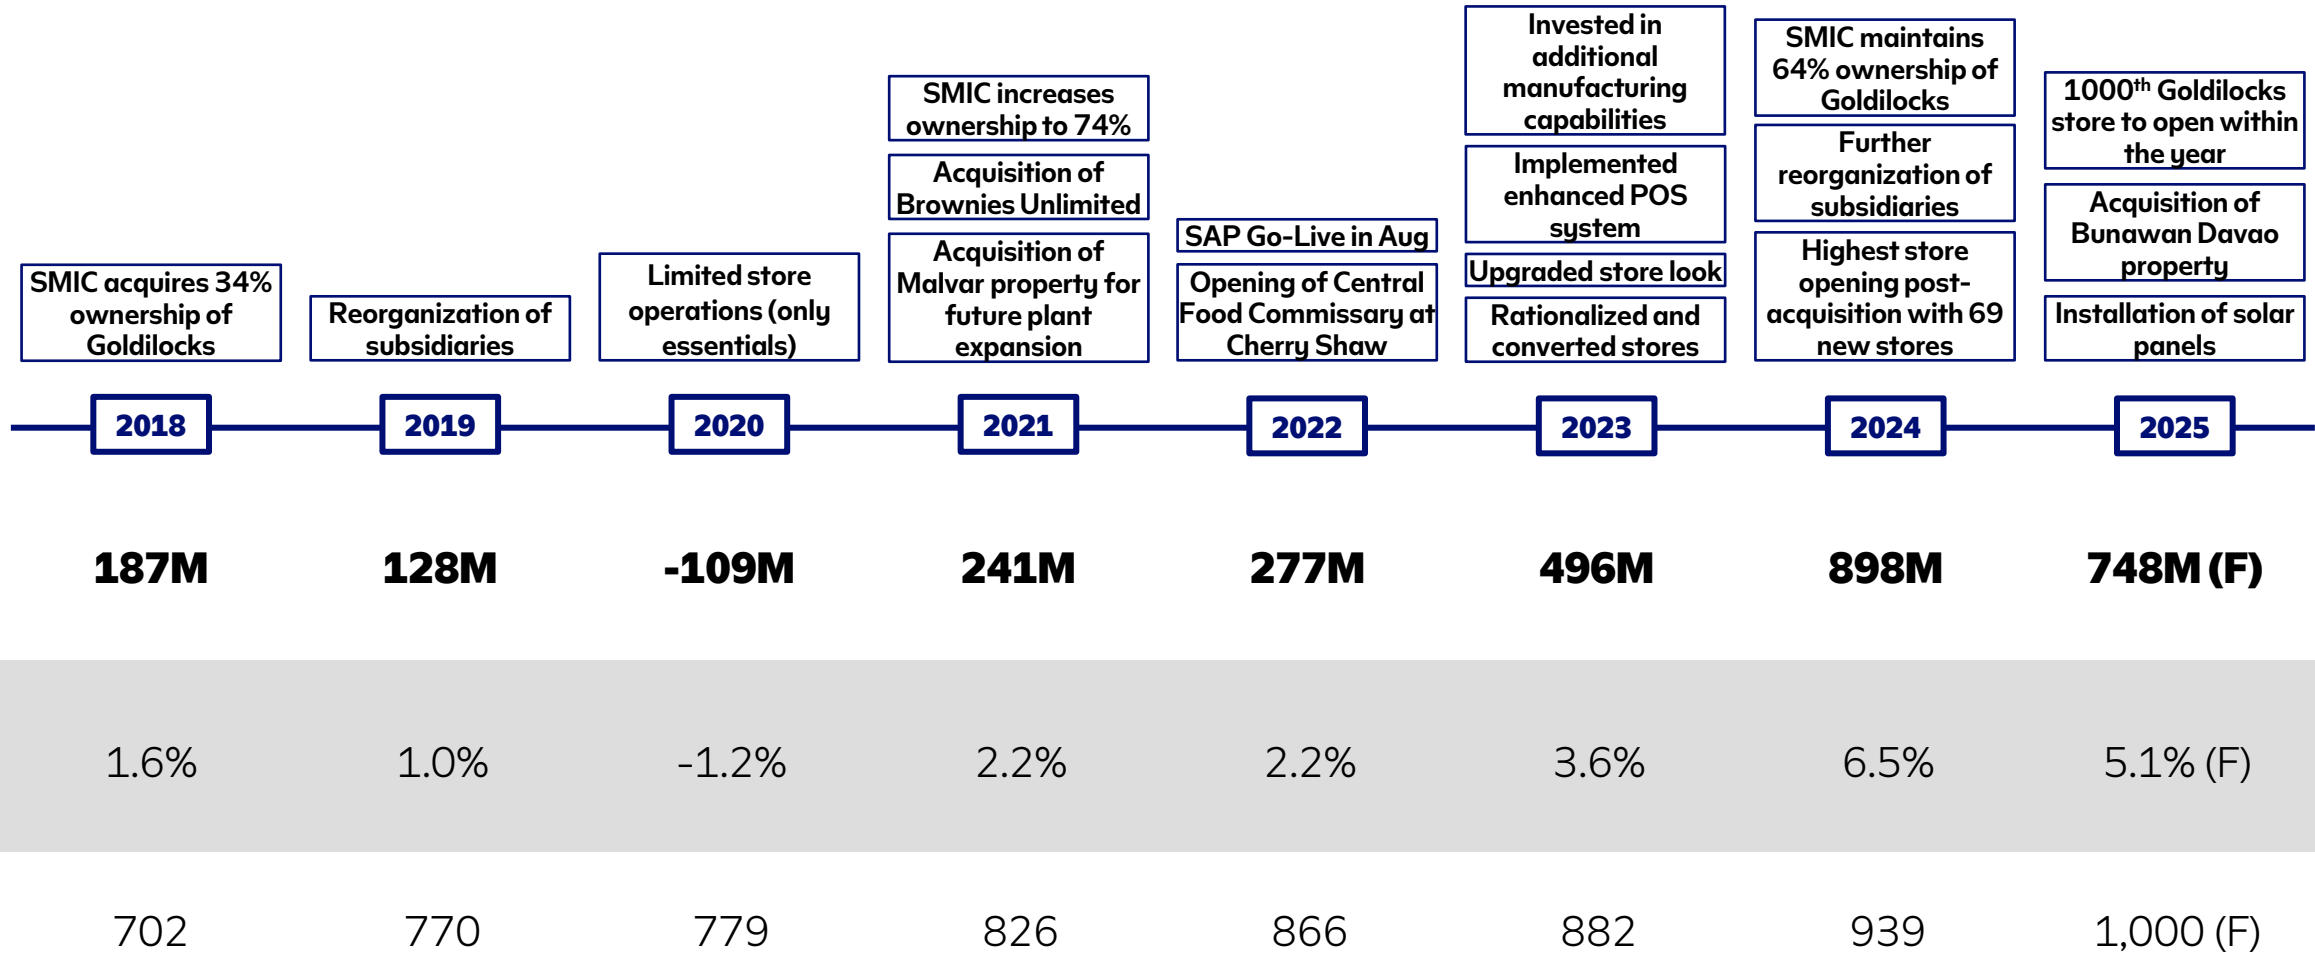 SMIC acquires 34%
ownership of
Goldilocks
Reorganization of
subsidiaries
Limited store
operations (only
essentials)
SMIC increases
ownership to 74%
Acquisition of
Brownies Unlimited
Acquisition of
Malvar property for
future plant
expansion
SAP Go-Live in Aug
Opening of Central
Food Commissary at
Cherry Shaw
Invested in
additional
manufacturing
capabilities
Implemented
enhanced POS
system
Upgraded store look
Rationalized and
converted stores
SMIC maintains
64% ownership of
Goldilocks
Further
reorganization of
subsidiaries
Highest store
opening post-
acquisition with 69
new stores
1000th Goldilocks
store to open within
the year
Acquisition of
Bunawan Davao
property
Installation of solar
panels
2018 2019 2020 2021 2022 2023 2024 2025
187M 128M -109M 241M 277M 496M 898M 748M (F)
1.6% 1.0% -1.2% 2.2% 2.2% 3.6% 6.5% 5.1% (F)
702 770 779 826 866 882 939 1,000 (F)